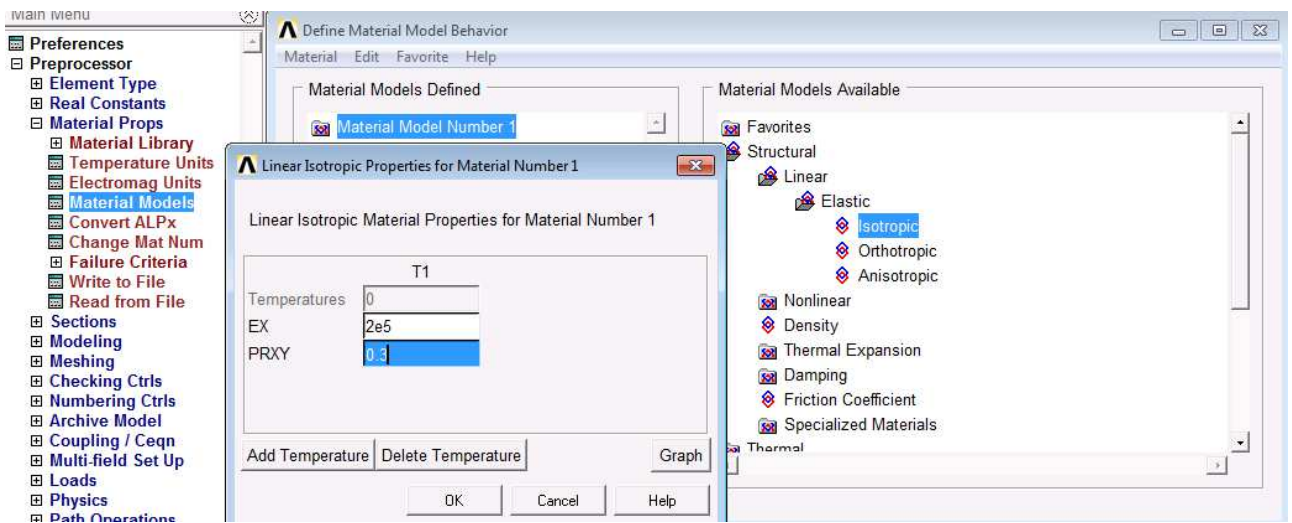 Main Menu
Preferences
Preprocessor
Element Type
Real Constants
Material Props
Material Library
Temperature Units
Electromag Units
Material Models
Convert ALPx
Change Mat Num
Failure Criteria
Write to File
Read from File
Sections
Modeling
Meshing
Checking Ctrls
Numbering Ctrls
Archive Model
Coupling / Ceqn
Multi-field Set Up
Loads
Physics
Path Operations
Define Material Model Behavior
Material Edit Favorite Help
Material Models Defined
Material Model Number 1
Material Models Available
Favorites
Structural
Linear
Elastic
Isotropic
Orthotropic
Anisotropic
Nonlinear
Density
Thermal Expansion
Damping
Friction Coefficient
Specialized Materials
Thermal
Linear Isotropic Properties for Material Number 1
Linear Isotropic Material Properties for Material Number 1
T1
Temperatures 0
EX 2e5
PRXY 0.3
Add Temperature Delete Temperature Graph
OK Cancel Help